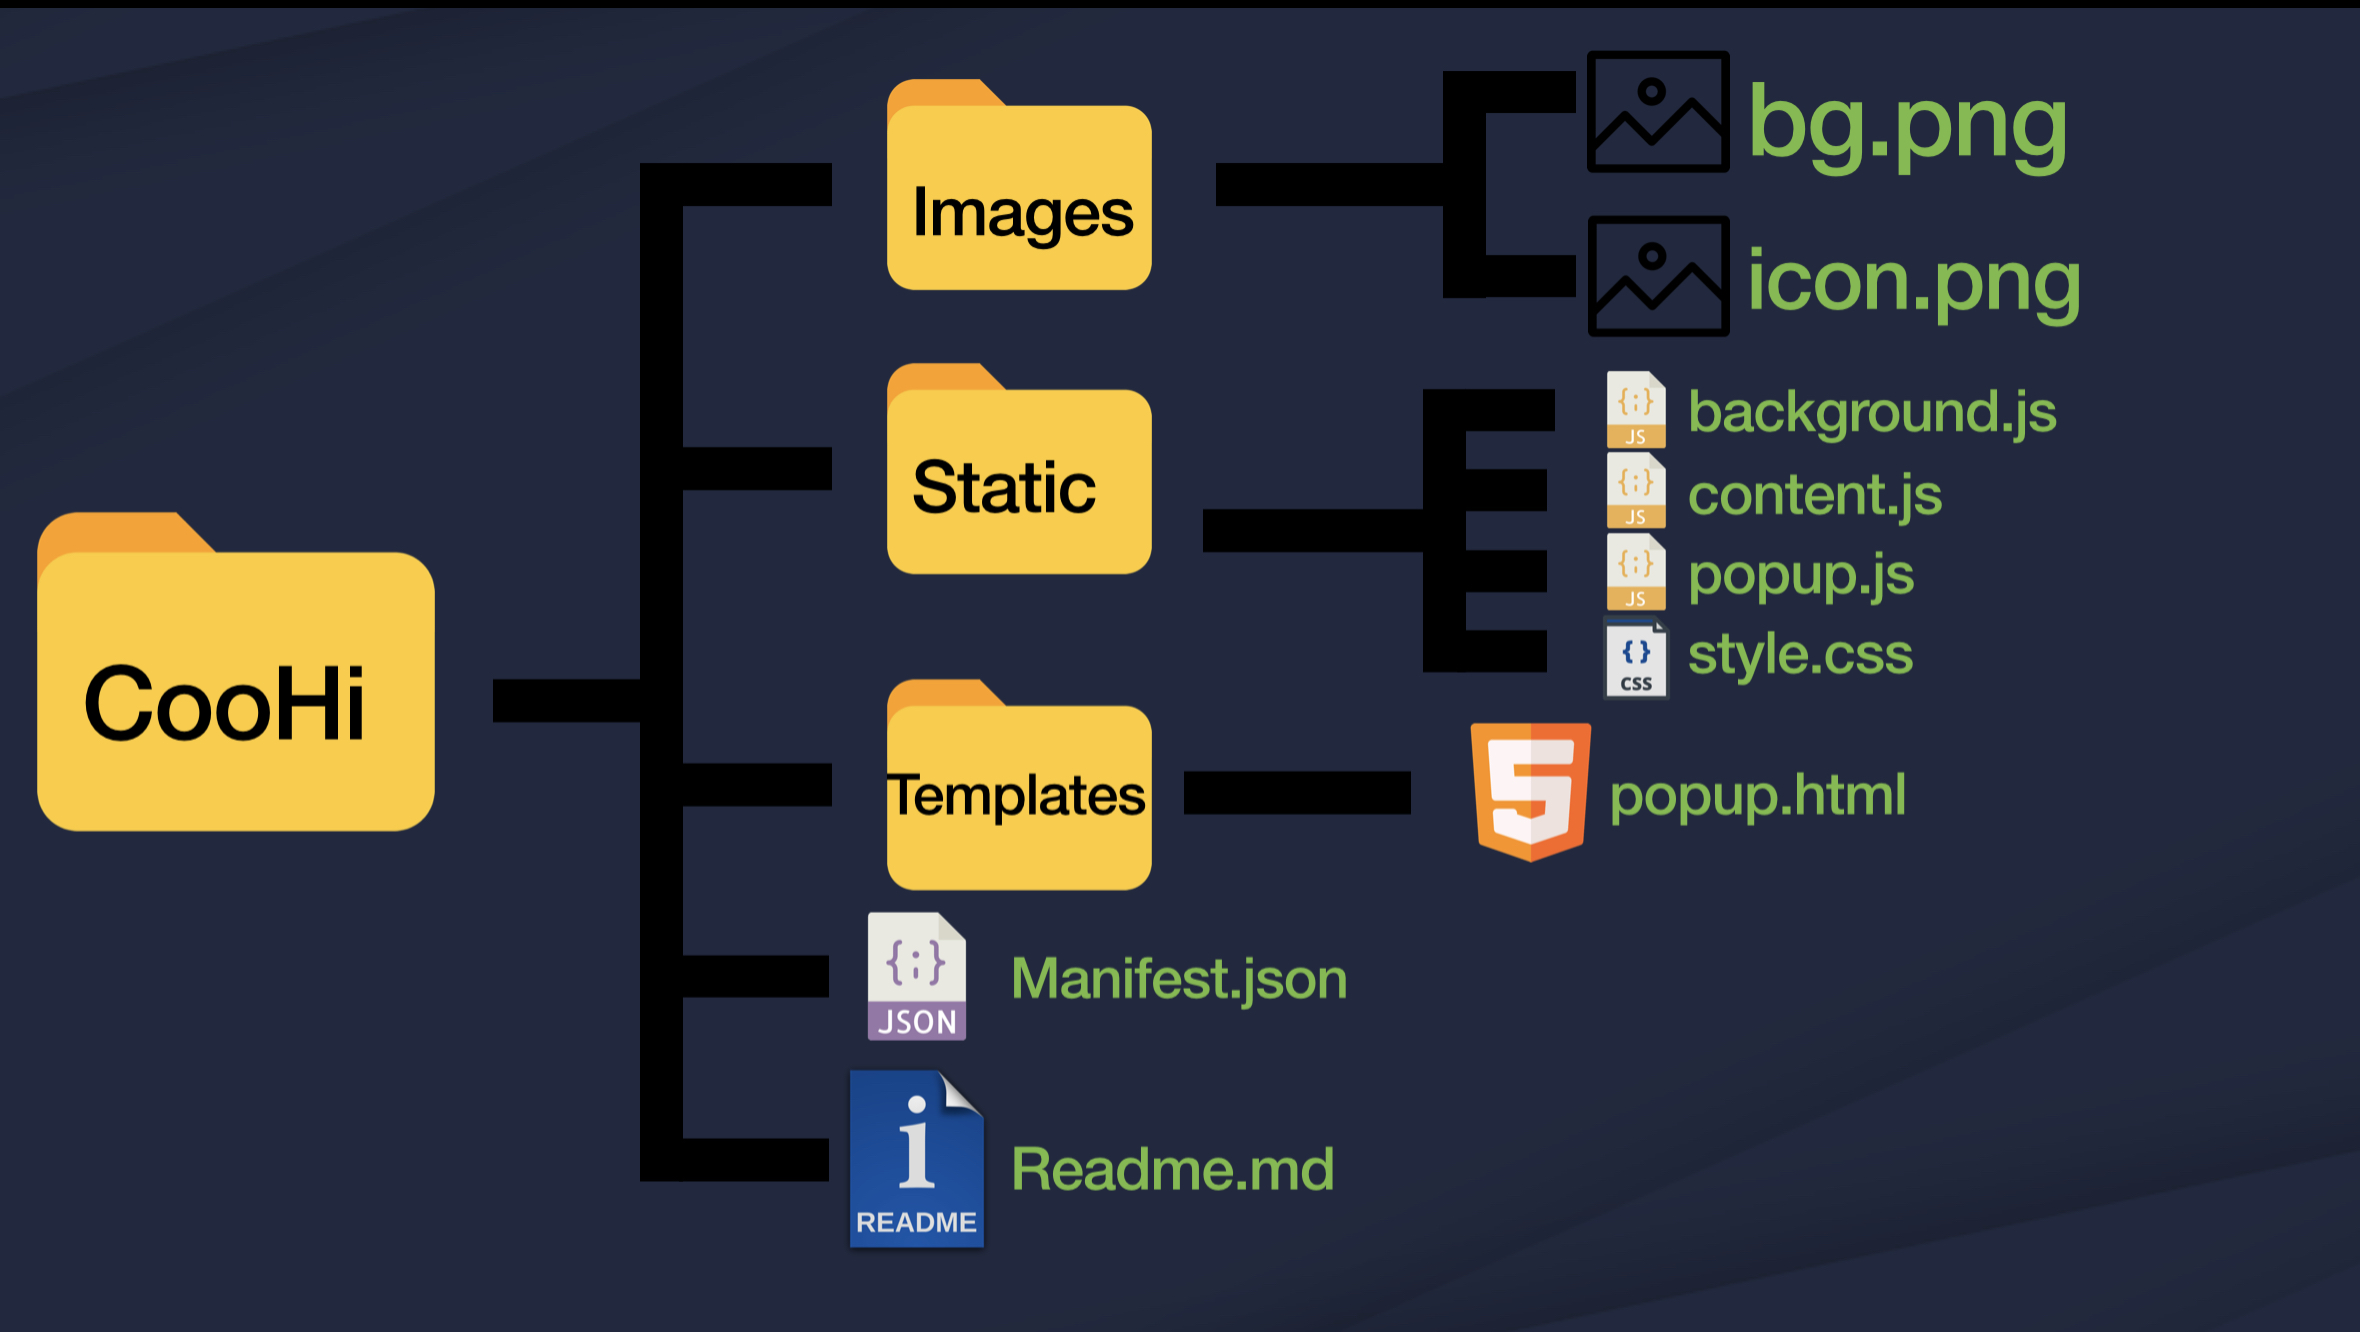 CooHi
Images
bg.png
icon.png
Static
{;} JS background.js
{;} JS content.js
{;} JS popup.js
{} CSS style.css
Templates
5 popup.html
{;} JSON Manifest.json
i README Readme.md